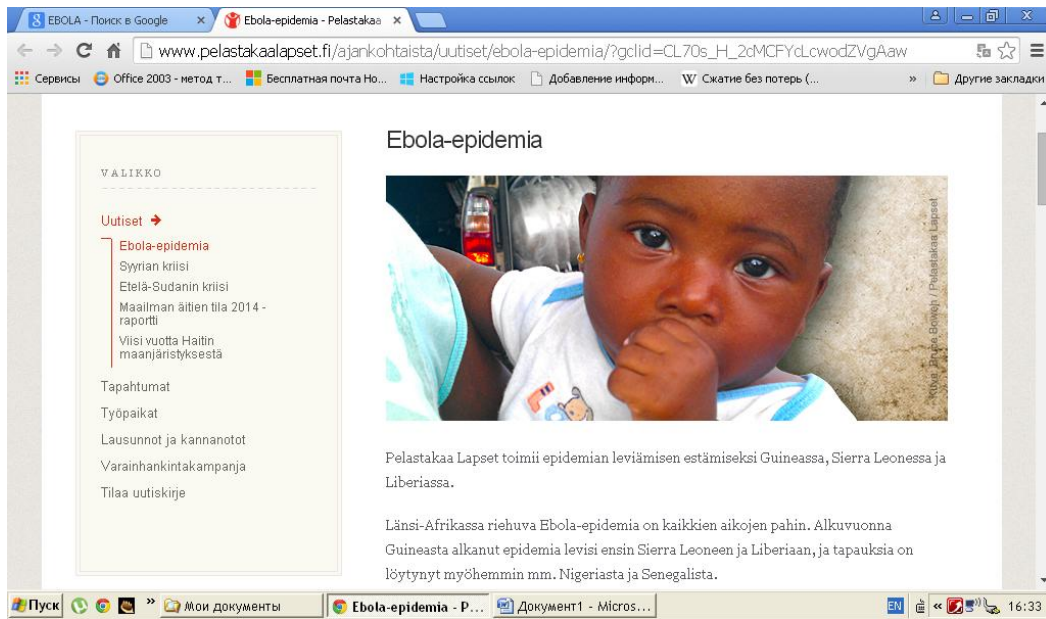 EBOLA - Поиск в Google
Ebola-epidemia - Pelastakaa
www.pelastakaalapset.fi/ajankohtaista/uutiset/ebola-epidemia/?gclid=CL70s_H_2cMCFYcLcwodZVgAaw
Сервисы
Office 2003 - метод т...
Бесплатная почта Ho...
Настройка ссылок
Добавление информ...
Сжатие без потерь (...
»
Другие закладки
VALIKKO
Uutiset
Ebola-epidemia
Syyrian kriisi
Etelä-Sudanin kriisi
Maailman äitien tila 2014 -
raportti
Viisi vuotta Haitin
maanjäristyksestä
Tapahtumat
Työpaikat
Lausunnot ja kannanotot
Varainhankintakampanja
Tilaa uutiskirje
Ebola-epidemia
Kuva: Bruce Bowoh / Pelastakaa Lapset
Pelastakaa Lapset toimii epidemian leviämisen estämiseksi Guineassa, Sierra Leonessa ja
Liberiassa.
Länsi-Afrikassa riehuva Ebola-epidemia on kaikkien aikojen pahin. Alkuvuonna
Guineasta alkanut epidemia levisi ensin Sierra Leoneen ja Liberiaan, ja tapauksia on
löytynyt myöhemmin mm. Nigeriasta ja Senegalista.
Пуск
»
Мои документы
Ebola-epidemia - P...
Документ1 - Micros...
EN
«
16:33